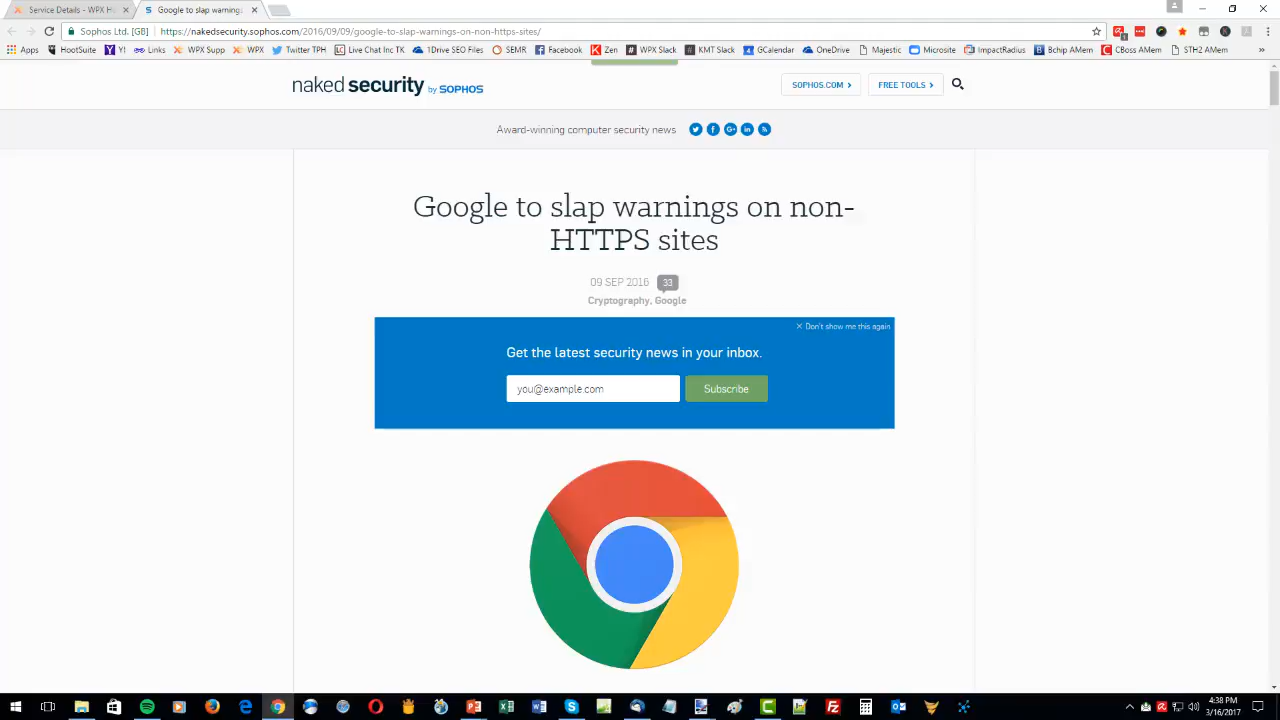 Service Details - WPX H
Google to slap warnings
Sophos Ltd. [GB]
https://nakedsecurity.sophos.com/2016/09/09/google-to-slap-warnings-on-non-https-sites/
Apps HootSuite Y! Links WPX Supp WPX Twitter TPH Live Chat Inc TK 1Drive SEO Files SEMR Facebook Zen WPX Slack KMT Slack GCalendar OneDrive Majestic Microsite ImpactRadius Bchip AMem CBoss AMem STH2 AMem »
naked security by SOPHOS
SOPHOS.COM
FREE TOOLS
Award-winning computer security news
Google to slap warnings on non-
HTTPS sites
09 SEP 2016 33
Cryptography, Google
Don't show me this again
Get the latest security news in your inbox.
you@example.com
Subscribe
4:38 PM
3/16/2017